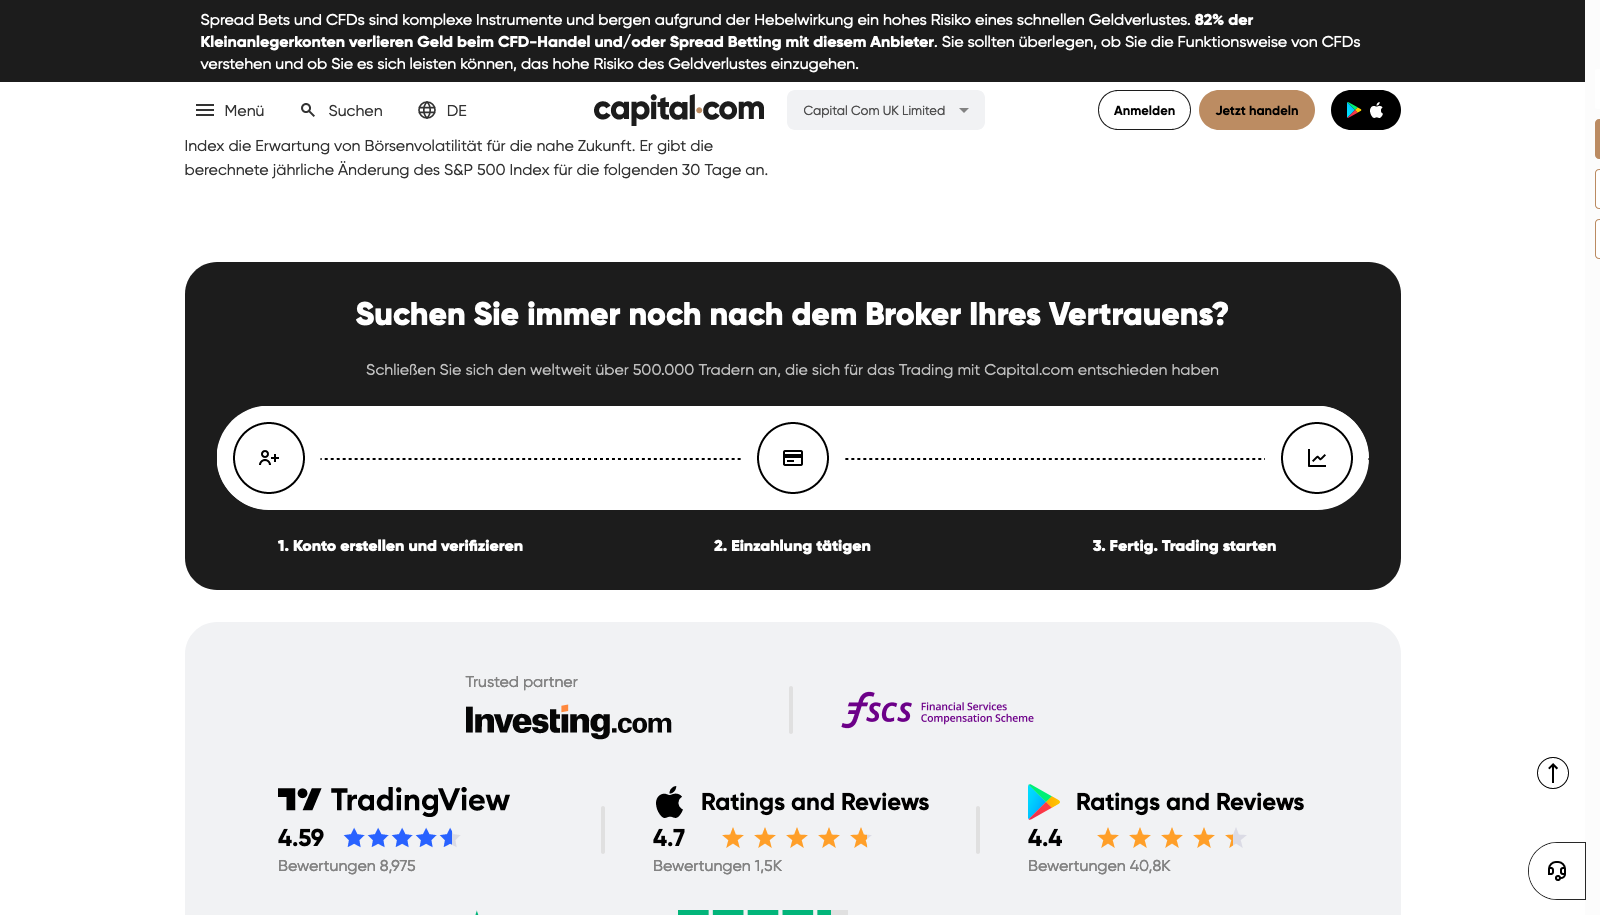 Spread Bets und CFDs sind komplexe Instrumente und bergen aufgrund der Hebelwirkung ein hohes Risiko eines schnellen Geldverlustes. 82% der
Kleinanlegerkonten verlieren Geld beim CFD-Handel und/oder Spread Betting mit diesem Anbieter. Sie sollten überlegen, ob Sie die Funktionsweise von CFDs
verstehen und ob Sie es sich leisten können, das hohe Risiko des Geldverlustes einzugehen.
Menü Suchen DE capital.com Capital Com UK Limited Anmelden Jetzt handeln
Index die Erwartung von Börsenvolatilität für die nahe Zukunft. Er gibt die
berechnete jährliche Änderung des S&P 500 Index für die folgenden 30 Tage an.
Suchen Sie immer noch nach dem Broker Ihres Vertrauens?
Schließen Sie sich den weltweit über 500.000 Tradern an, die sich für das Trading mit Capital.com entschieden haben
1. Konto erstellen und verifizieren 2. Einzahlung tätigen 3. Fertig. Trading starten
Trusted partner
Investing.com
fscs Financial Services
Compensation Scheme
TradingView
4.59
Bewertungen 8,975
Ratings and Reviews
4.7
Bewertungen 1,5K
Ratings and Reviews
4.4
Bewertungen 40,8K